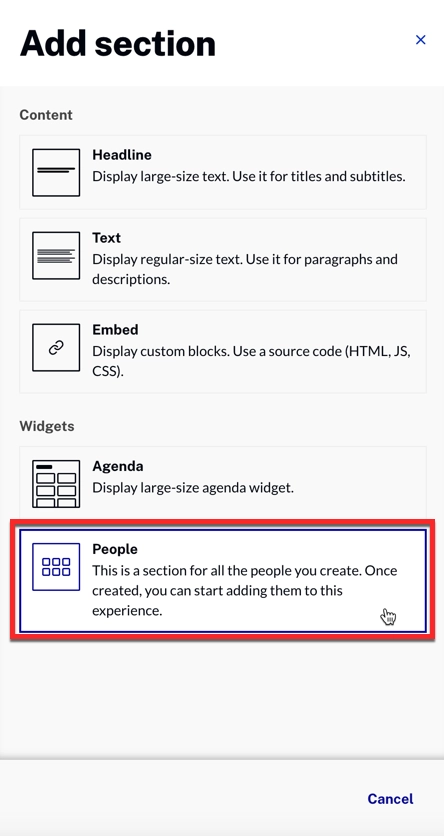 Add section
×
Content
Headline
Display large-size text. Use it for titles and subtitles.
Text
Display regular-size text. Use it for paragraphs and
descriptions.
Embed
Display custom blocks. Use a source code (HTML, JS,
CSS).
Widgets
Agenda
Display large-size agenda widget.
People
This is a section for all the people you create. Once
created, you can start adding them to this
experience.
Cancel